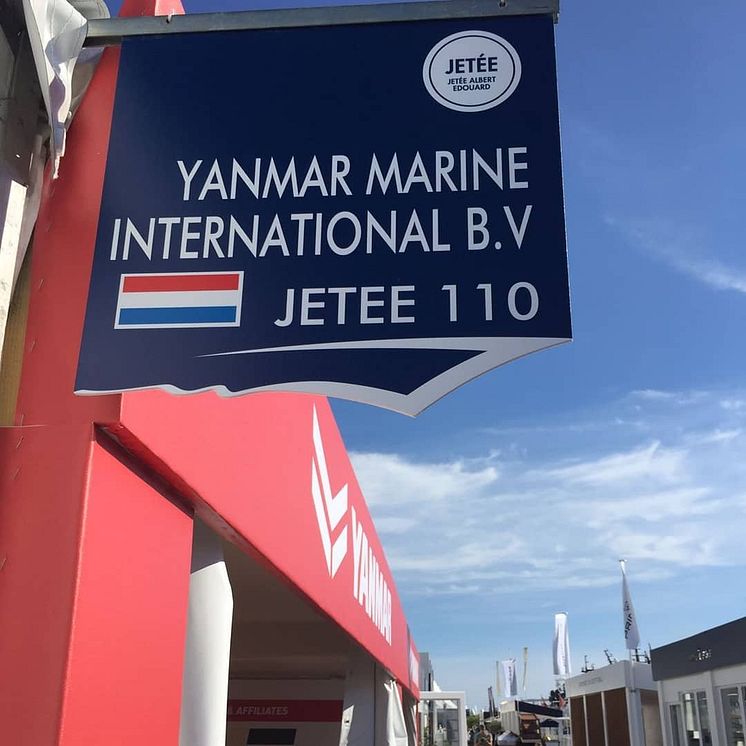 JETÉE
JETÉE ALBERT
EDOUARD
YANMAR MARINE
INTERNATIONAL B.V
JETEE 110
YANMAR
AFFILIATES